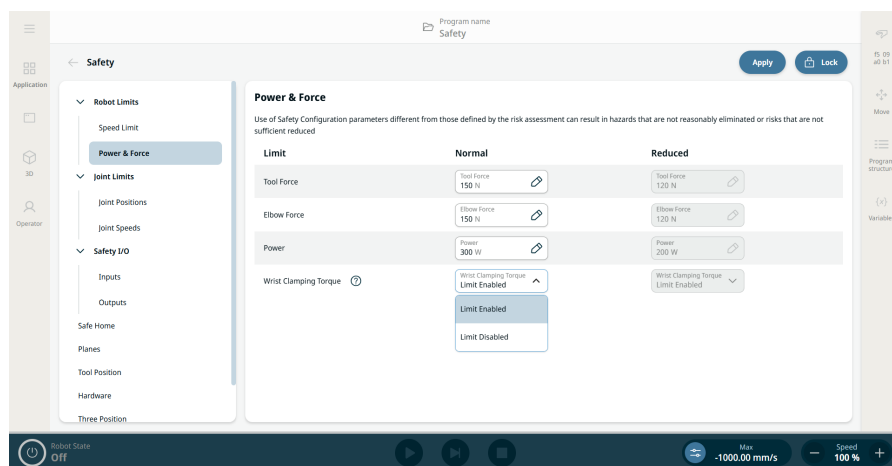 Program name
Safety
Application
3D
Operator
Safety
Apply
Lock
f5 09
a0 b1
Move
Program
structure
{x}
Variable
Robot Limits
Speed Limit
Power & Force
Joint Limits
Joint Positions
Joint Speeds
Safety I/O
Inputs
Outputs
Safe Home
Planes
Tool Position
Hardware
Three Position
Power & Force
Use of Safety Configuration parameters different from those defined by the risk assessment can result in hazards that are not reasonably eliminated or risks that are not
sufficient reduced
Limit
Normal
Reduced
Tool Force
Tool Force
150 N
Tool Force
120 N
Elbow Force
Elbow Force
150 N
Elbow Force
120 N
Power
Power
300 W
Power
200 W
Wrist Clamping Torque ?
Wrist Clamping Torque
Limit Enabled
Wrist Clamping Torque
Limit Enabled
Limit Enabled
Limit Disabled
Robot State
Off
Max
-1000.00 mm/s
Speed
100 %